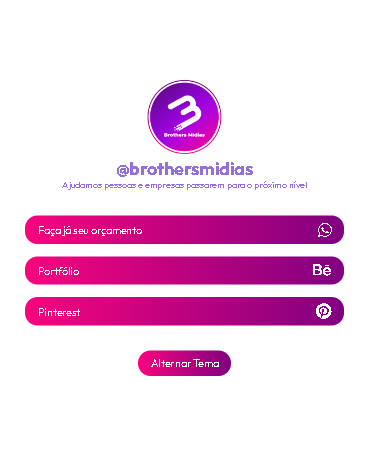 Brothers Midias
@brothersmidias
Ajudamos pessoas e empresas passarem para o próximo nível
Faça já seu orçamento
Portfólio
Bē
Pinterest
Alternar Tema